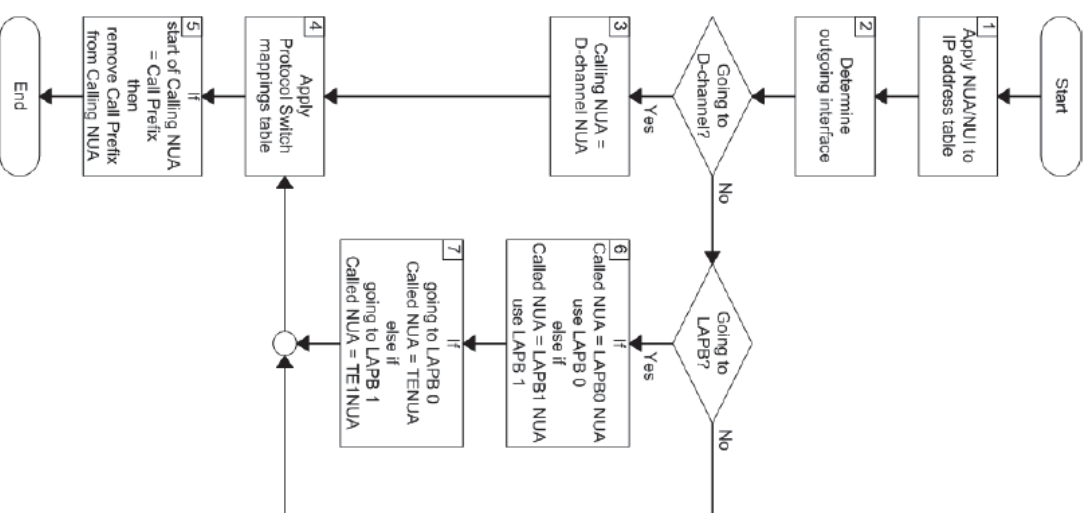 Start
1
Apply NUA/NUI to
IP address table
2
Determine
outgoing interface
Going to
D-channel?
Yes
No
3
Calling NUA =
D-channel NUA
4
Apply
Protocol Switch
mappings table
5
If
start of Calling NUA
= Call Prefix
then
remove Call Prefix
from Calling NUA
End
Going to
LAPB?
Yes
No
6
If
Called NUA = LAPB0 NUA
use LAPB 0
else if
Called NUA = LAPB1 NUA
use LAPB 1
7
If
going to LAPB 0
Called NUA = TENUA
else if
going to LAPB 1
Called NUA = TE1NUA